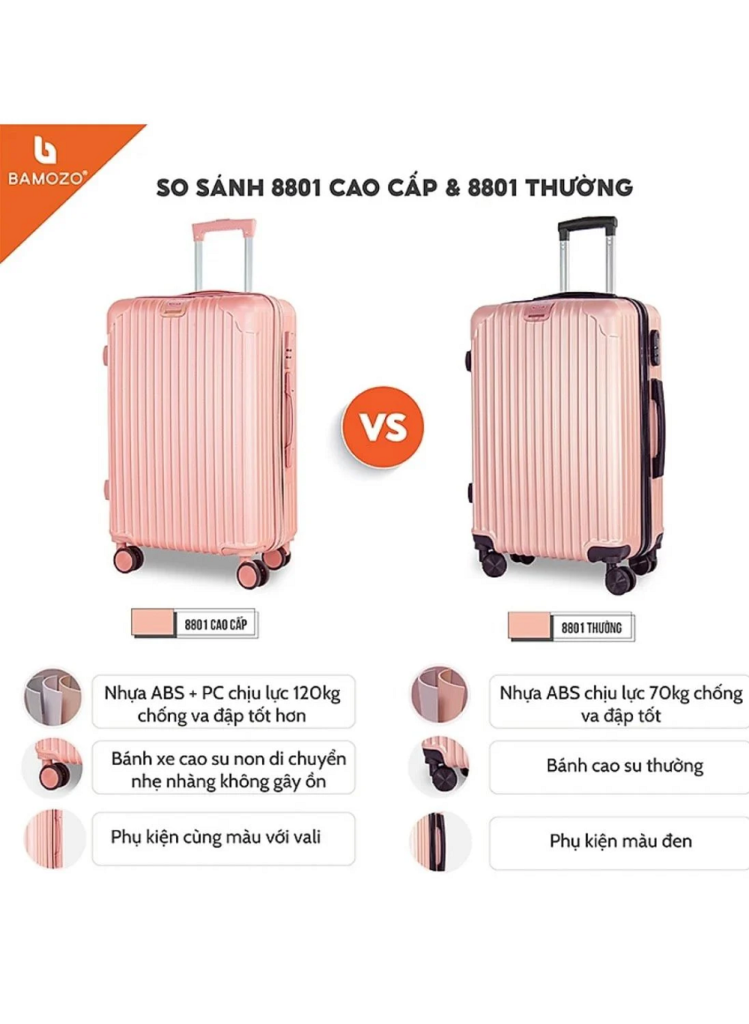 BAMOZO®
SO SÁNH 8801 CAO CẤP & 8801 THƯỜNG
VS
8801 CAO CẤP
8801 THƯỜNG
Nhựa ABS + PC chịu lực 120kg
chống va đập tốt hơn
Nhựa ABS chịu lực 70kg chống
va đập tốt
Bánh xe cao su non di chuyển
nhẹ nhàng không gây ồn
Bánh cao su thường
Phụ kiện cùng màu với vali
Phụ kiện màu đen